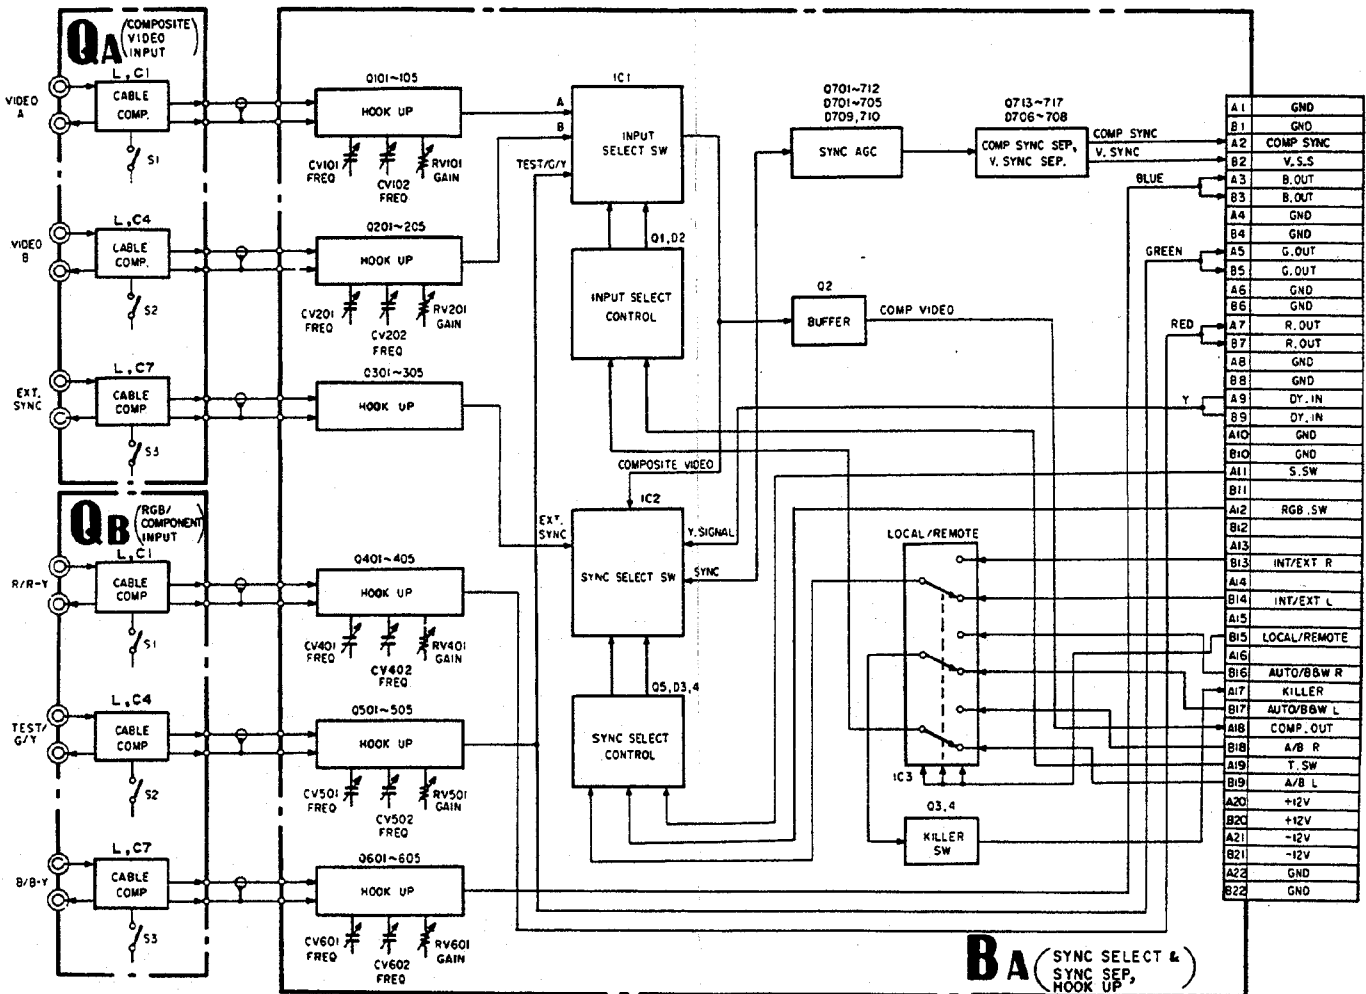 QA (COMPOSITE VIDEO INPUT)
L, C1
CABLE COMP.
VIDEO A
S1
L, C4
CABLE COMP.
VIDEO B
S2
L, C7
CABLE COMP
EXT. SYNC
S3
QB (RGB/COMPONENT INPUT)
L, C1
CABLE COMP
R/R-Y
S1
L, C4
CABLE COMP
TEST/G/Y
S2
L, C7
CABLE COMP
B/B-Y
S3
Q101~105
HOOK UP
CV101 FREQ
CV102 FREQ
RV101 GAIN
Q201~205
HOOK UP
CV201 FREQ
CV202 FREQ
RV201 GAIN
Q301~305
HOOK UP
Q401~405
HOOK UP
CV401 FREQ
CV402 FREQ
RV401 GAIN
Q501~505
HOOK UP
CV501 FREQ
CV502 FREQ
RV501 GAIN
Q601~605
HOOK UP
CV601 FREQ
CV602 FREQ
RV601 GAIN
A
B
TEST/G/Y
IC1
INPUT SELECT SW
Q1, D2
INPUT SELECT CONTROL
COMPOSITE VIDEO
EXT. SYNC
IC2
SYNC SELECT SW
Y.SIGNAL
SYNC
Q5, D3, 4
SYNC SELECT CONTROL
Q701~712
D701~705
D709, 710
SYNC AGC
Q713~717
D706~708
COMP SYNC SEP,
V. SYNC SEP.
COMP SYNC
V. SYNC
BLUE
GREEN
RED
Y
Q2
BUFFER
COMP VIDEO
LOCAL/REMOTE
IC3
Q3, 4
KILLER SW
A1 GND
B1 GND
A2 COMP SYNC
B2 V.S.S
A3 B.OUT
B3 B.OUT
A4 GND
B4 GND
A5 G.OUT
B5 G.OUT
A6 GND
B6 GND
A7 R.OUT
B7 R.OUT
A8 GND
B8 GND
A9 DY.IN
B9 DY.IN
A10 GND
B10 GND
A11 S.SW
B11
A12 RGB.SW
B12
A13
B13 INT/EXT R
A14
B14 INT/EXT L
A15
B15 LOCAL/REMOTE
A16
B16 AUTO/B&W R
A17 KILLER
B17 AUTO/B&W L
A18 COMP.OUT
B18 A/B R
A19 T.SW
B19 A/B L
A20 +12V
B20 +12V
A21 -12V
B21 -12V
A22 GND
B22 GND
BA (SYNC SELECT & SYNC SEP, HOOK UP)